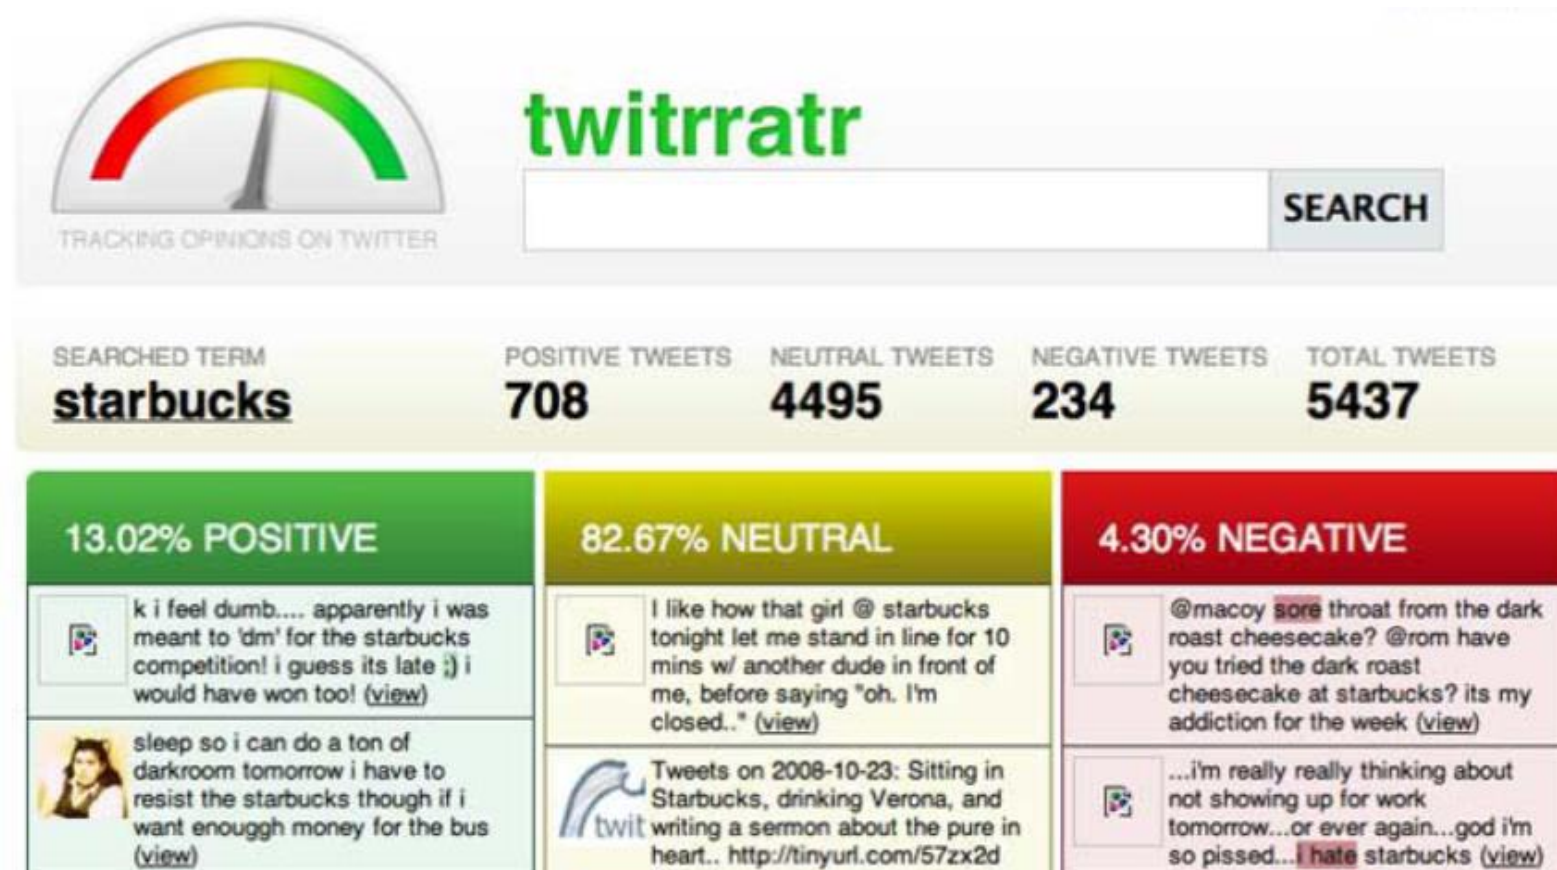 twitrratr
SEARCH
TRACKING OPINIONS ON TWITTER
SEARCHED TERM
starbucks
POSITIVE TWEETS
708
NEUTRAL TWEETS
4495
NEGATIVE TWEETS
234
TOTAL TWEETS
5437
13.02% POSITIVE
k i feel dumb.... apparently i was
meant to 'dm' for the starbucks
competition! i guess its late ;) i
would have won too! (view)
sleep so i can do a ton of
darkroom tomorrow i have to
resist the starbucks though if i
want enouggh money for the bus
(view)
82.67% NEUTRAL
I like how that girl @ starbucks
tonight let me stand in line for 10
mins w/ another dude in front of
me, before saying "oh. I'm
closed.." (view)
twit
Tweets on 2008-10-23: Sitting in
Starbucks, drinking Verona, and
writing a sermon about the pure in
heart.. http://tinyurl.com/57zx2d
4.30% NEGATIVE
@macoy sore throat from the dark
roast cheesecake? @rom have
you tried the dark roast
cheesecake at starbucks? its my
addiction for the week (view)
...i'm really really thinking about
not showing up for work
tomorrow...or ever again...god i'm
so pissed...i hate starbucks (view)